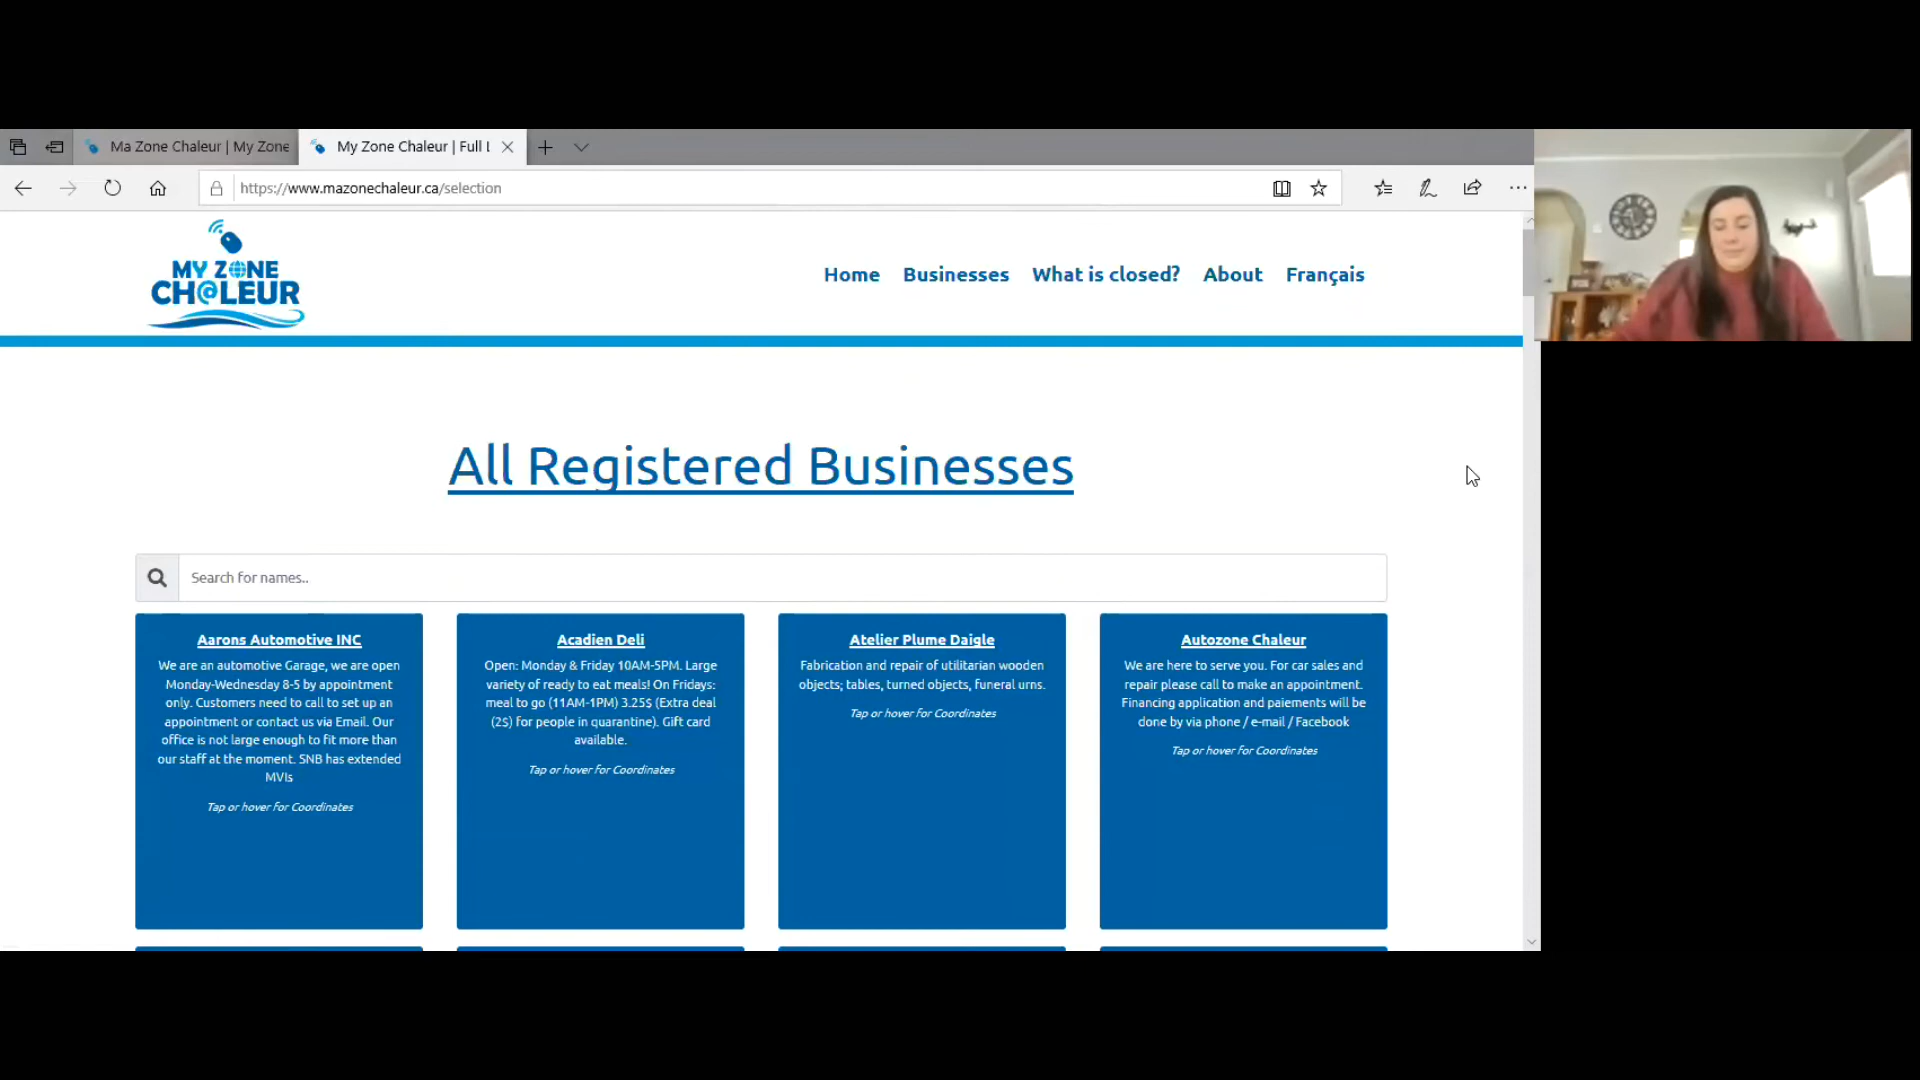 Ma Zone Chaleur | My Zone
My Zone Chaleur | Full L
https://www.mazonechaleur.ca/selection
MY ZONE
CH@LEUR
Home Businesses What is closed? About Français
All Registered Businesses
Search for names..
Aarons Automotive INC
We are an automotive Garage, we are open
Monday-Wednesday 8-5 by appointment
only. Customers need to call to set up an
appointment or contact us via Email. Our
office is not large enough to fit more than
our staff at the moment. SNB has extended
MVIs
Tap or hover for Coordinates
Acadien Deli
Open: Monday & Friday 10AM-5PM. Large
variety of ready to eat meals! On Fridays:
meal to go (11AM-1PM) 3.25$ (Extra deal
(2$) for people in quarantine). Gift card
available.
Tap or hover for Coordinates
Atelier Plume Daigle
Fabrication and repair of utilitarian wooden
objects; tables, turned objects, funeral urns.
Tap or hover for Coordinates
Autozone Chaleur
We are here to serve you. For car sales and
repair please call to make an appointment.
Financing application and paiements will be
done by via phone / e-mail / Facebook
Tap or hover for Coordinates